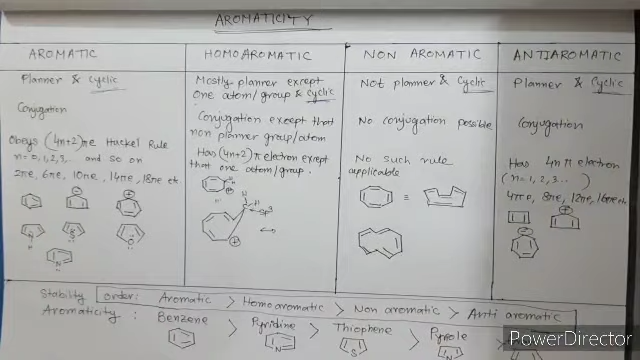 AROMATICITY
AROMATIC
Planner & Cyclic
Conjugation
Obeys (4n+2)πe Huckel Rule
n=0,1,2,3,... and so on
2πe, 6πe, 10πe, 14πe, 18πe etc
HOMOAROMATIC
Mostly planner except
one atom/group & cyclic
Conjugation except that
non planner group/atom
Has (4n+2)π electron except
that one atom/group.
H
H
sp3
NON AROMATIC
Not planner & Cyclic
No conjugation possible
No such rule
applicable
ANTIAROMATIC
Planner & Cyclic
Conjugation
Has 4nπ electron
(n=1,2,3...)
4πe, 8πe, 12πe, 16πe etc
Stability order: Aromatic > Homoaromatic > Non aromatic > Anti aromatic
Aromaticity: Benzene > Pyridine > Thiophene > Pyrrole >
N
S
N
PowerDirector